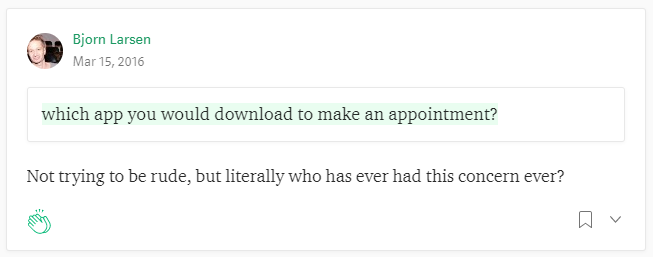 Bjorn Larsen
Mar 15, 2016
which app you would download to make an appointment?
Not trying to be rude, but literally who has ever had this concern ever?